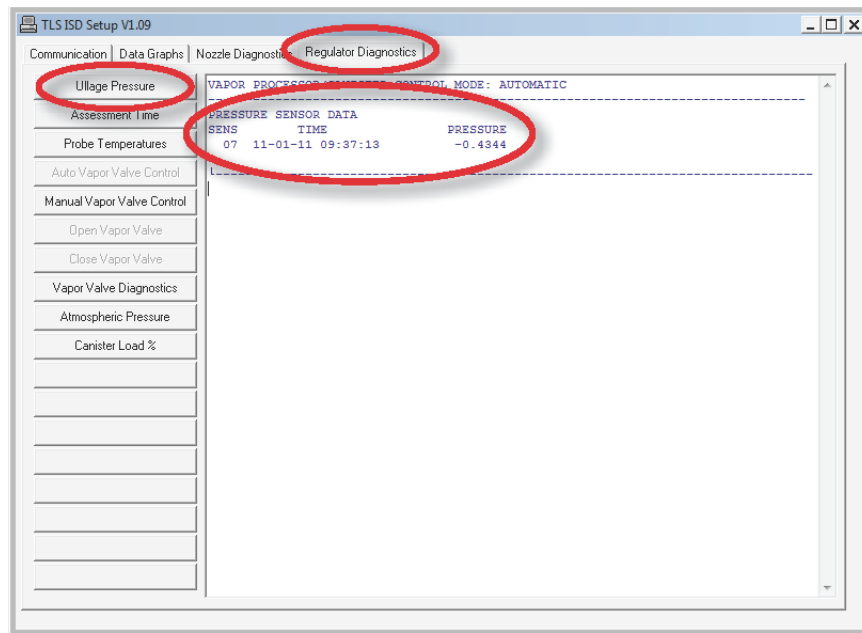 TLS ISD Setup V1.09
Communication Data Graphs Nozzle Diagnostics Regulator Diagnostics
Ullage Pressure
Assessment Time
Probe Temperatures
Auto Vapor Valve Control
Manual Vapor Valve Control
Open Vapor Valve
Close Vapor Valve
Vapor Valve Diagnostics
Atmospheric Pressure
Canister Load %
VAPOR PROCESSOR CONTROL MODE: AUTOMATIC
PRESSURE SENSOR DATA
SENS TIME PRESSURE
07 11-01-11 09:37:13 -0.4344